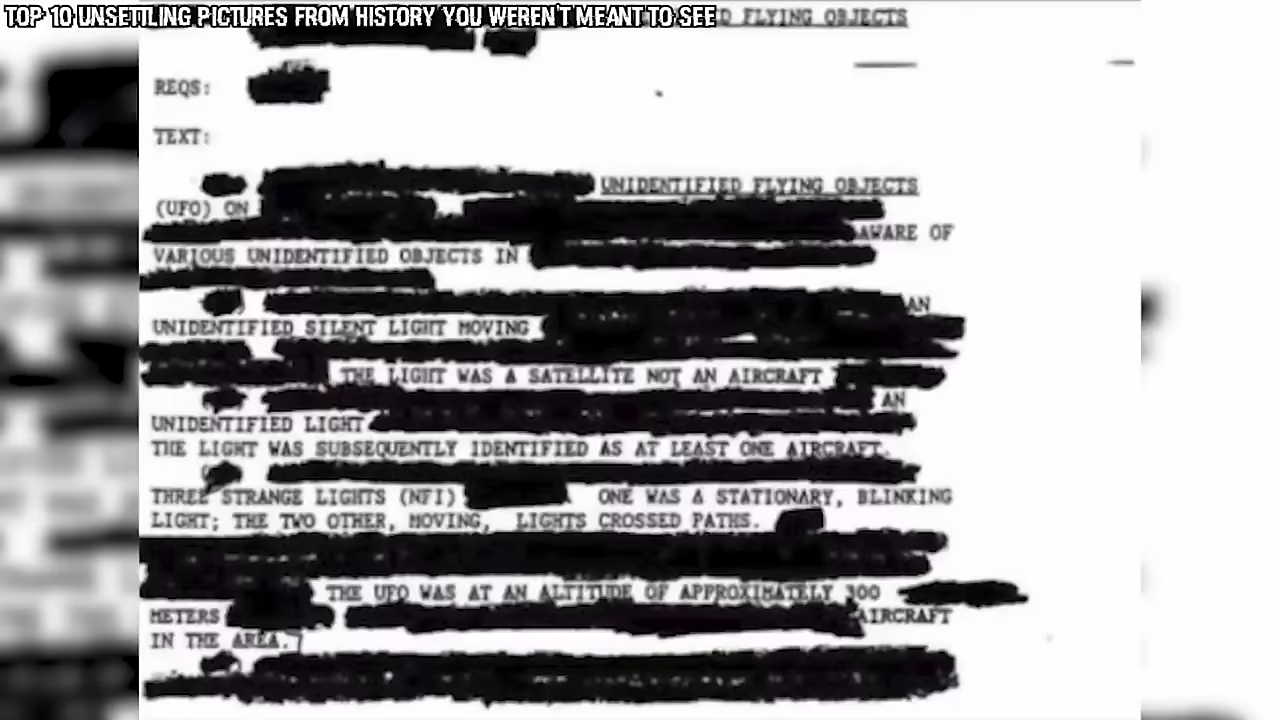 TOP 10 UNSETTLING PICTURES FROM HISTORY YOU WEREN'T MEANT TO SEE
D FLYING OBJECTS
REQS:
TEXT:
UNIDENTIFIED FLYING OBJECTS
(UFO) ON
AWARE OF
VARIOUS UNIDENTIFIED OBJECTS IN
AN
UNIDENTIFIED SILENT LIGHT MOVING
THE LIGHT WAS A SATELLITE NOT AN AIRCRAFT
AN
UNIDENTIFIED LIGHT
THE LIGHT WAS SUBSEQUENTLY IDENTIFIED AS AT LEAST ONE AIRCRAFT.
THREE STRANGE LIGHTS (NFI) ONE WAS A STATIONARY, BLINKING
LIGHT; THE TWO OTHER, MOVING, LIGHTS CROSSED PATHS.
THE UFO WAS AT AN ALTITUDE OF APPROXIMATELY 300
METERS AIRCRAFT
IN THE AREA.